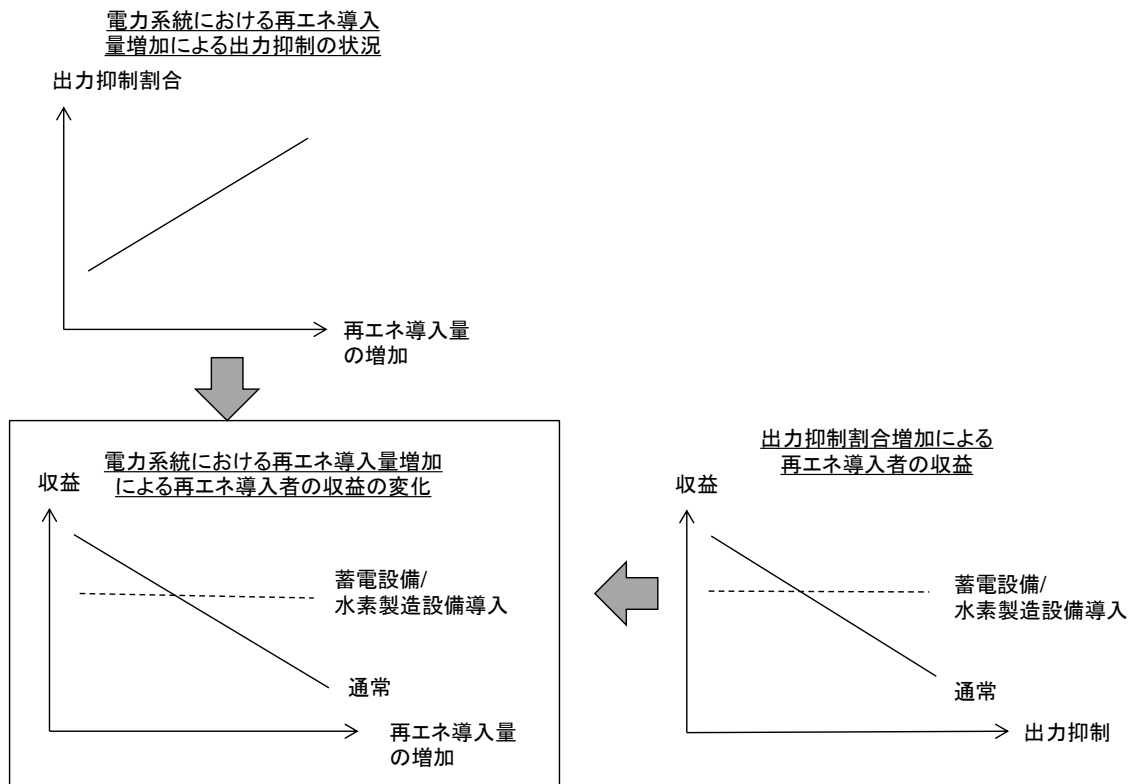 電力系統における再エネ導入
量増加による出力抑制の状況
出力抑制割合
再エネ導入量
の増加
電力系統における再エネ導入量増加
による再エネ導入者の収益の変化
収益
蓄電設備/
水素製造設備導入
通常
再エネ導入量
の増加
出力抑制割合増加による
再エネ導入者の収益
収益
蓄電設備/
水素製造設備導入
通常
出力抑制